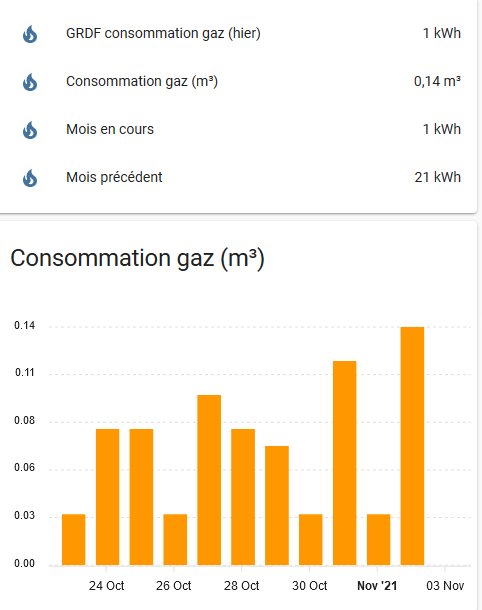 GRDF consommation gaz (hier) 1 kWh
Consommation gaz (m³) 0,14 m³
Mois en cours 1 kWh
Mois précédent 21 kWh
Consommation gaz (m³)
0.14
0.11
0.08
0.06
0.03
0.00
24 Oct 26 Oct 28 Oct 30 Oct Nov '21 03 Nov